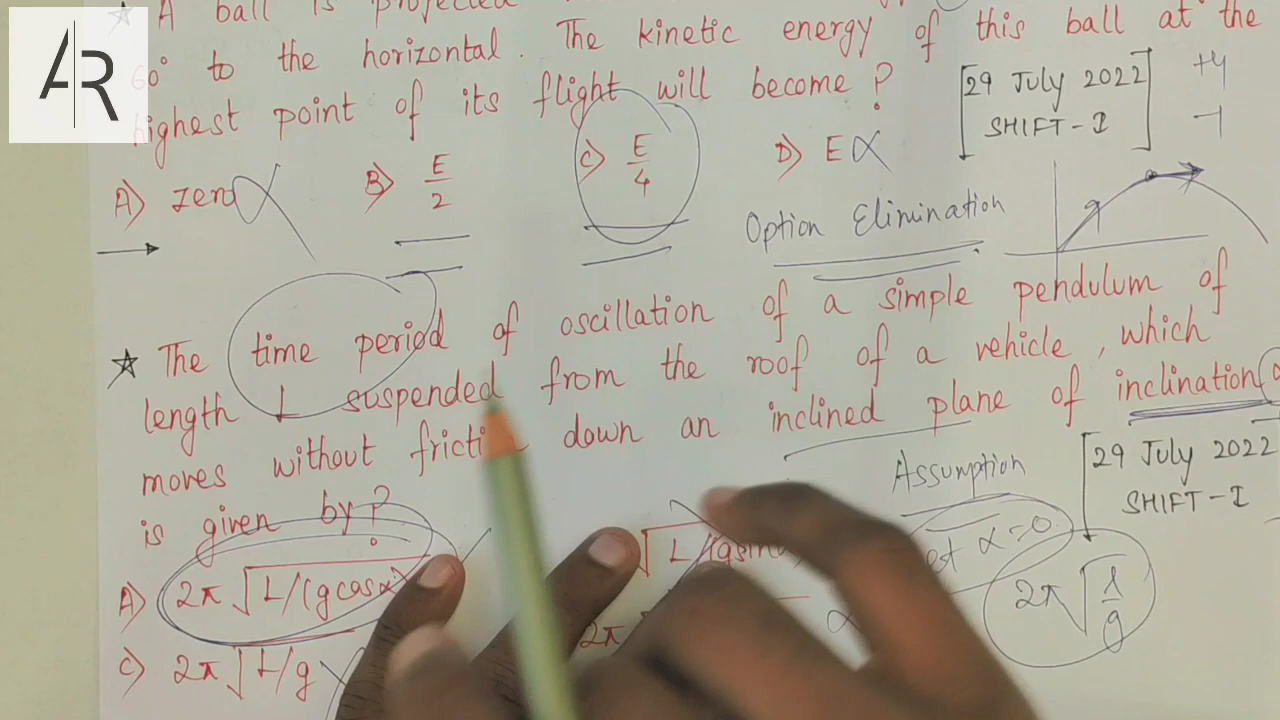 AR
☆ A ball is projected
60° to the horizontal. The kinetic energy of this ball at the
highest point of its flight will become?
[29 July 2022]
SHIFT - I
+4
-1
A) zero B) E/2 C) E/4 D) E
Option Elimination
☆ The time period of oscillation of a simple pendulum of
length L suspended from the roof of a vehicle, which
moves without friction down an inclined plane of inclination
is given by?
[29 July 2022
SHIFT - I
Assumption
α=0
2π√(l/g)
A) 2π√L/(g cosα)
√L/(g sin
C) 2π√L/g
2π